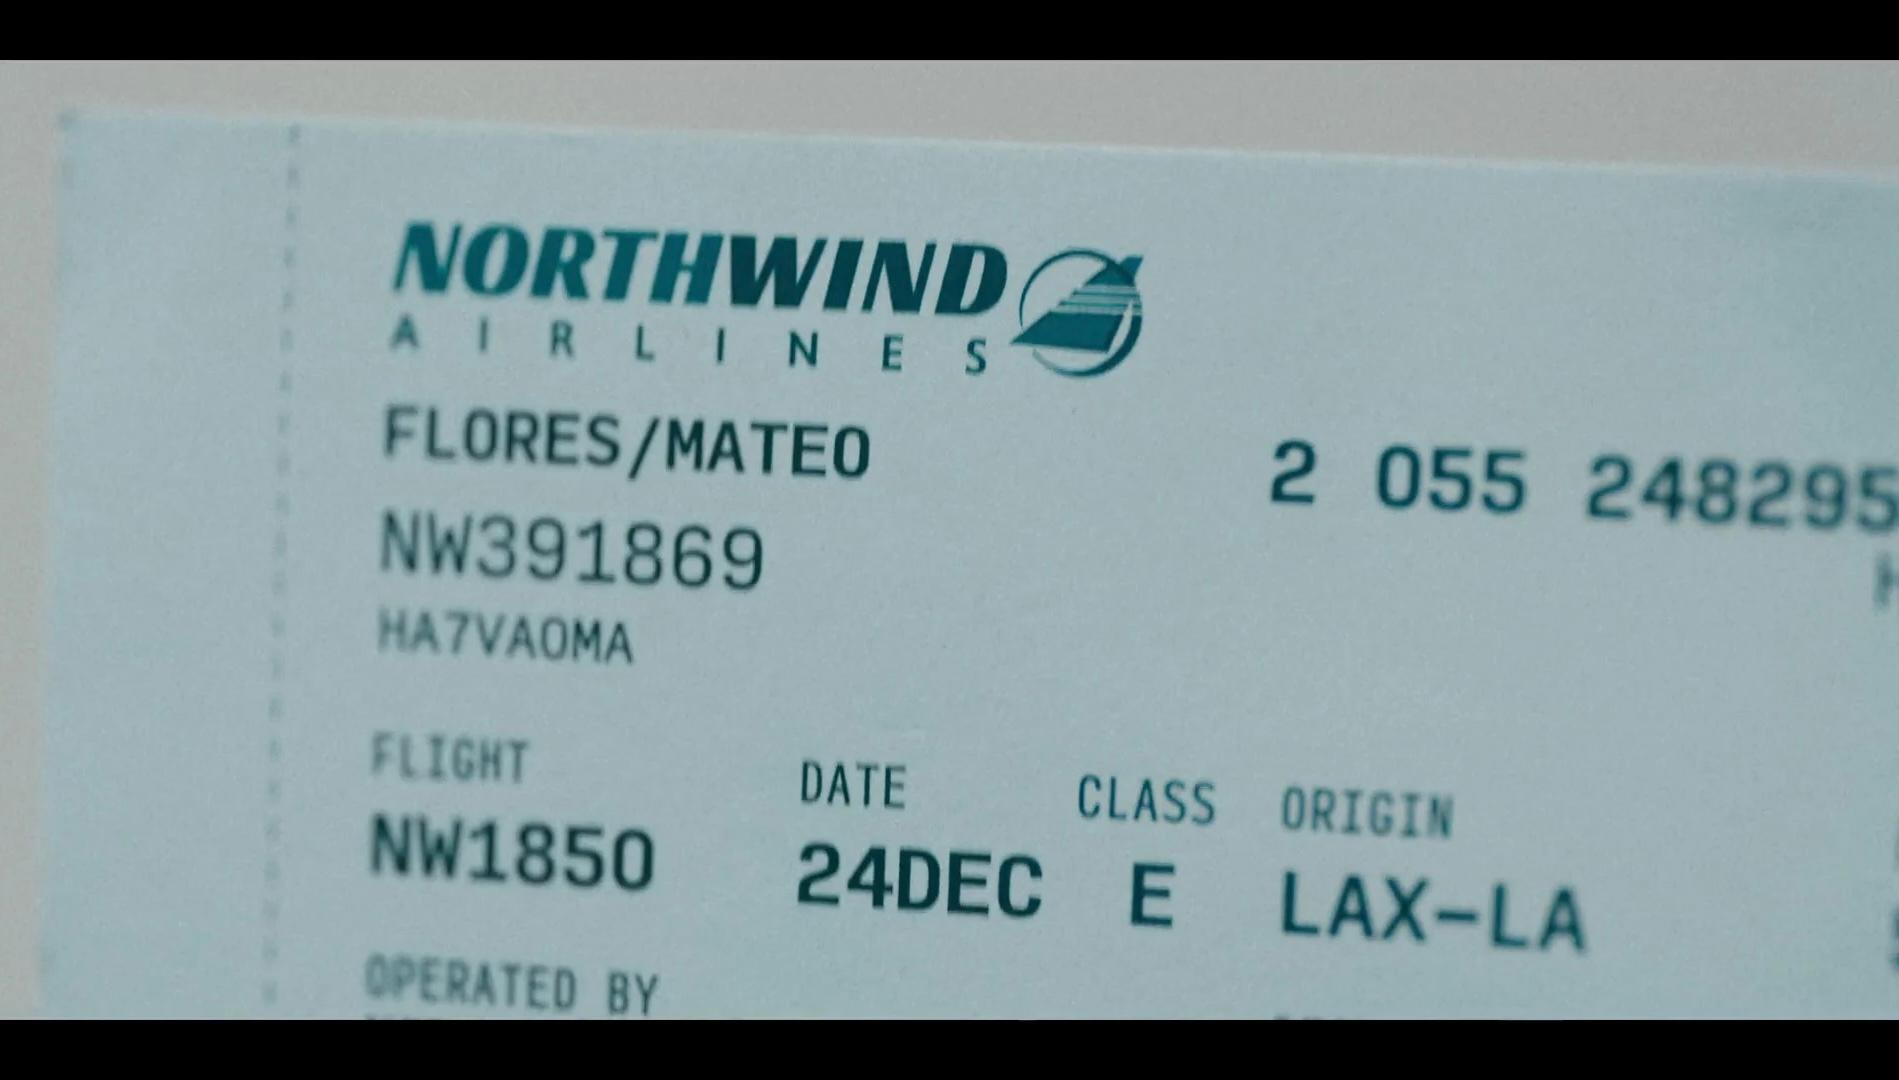 NORTHWIND
AIRLINES
FLORES/MATEO
2 055 248295
NW391869
HA7VAOMA
FLIGHT DATE CLASS ORIGIN
NW1850 24DEC E LAX-LA
OPERATED BY